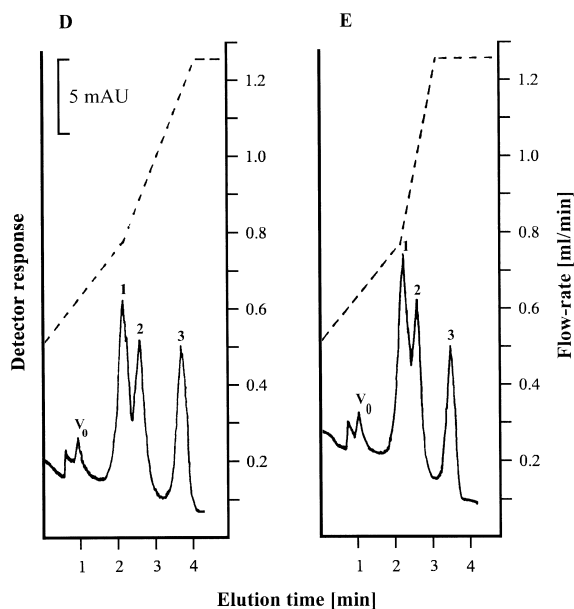 D
E
5 mAU
1.2
1.0
0.8
0.6
0.4
0.2
1.2
1.0
0.8
0.6
0.4
0.2
Detector response
Flow-rate [ml/min]
V0
1
2
3
V0
1
2
3
1 2 3 4
1 2 3 4
Elution time [min]